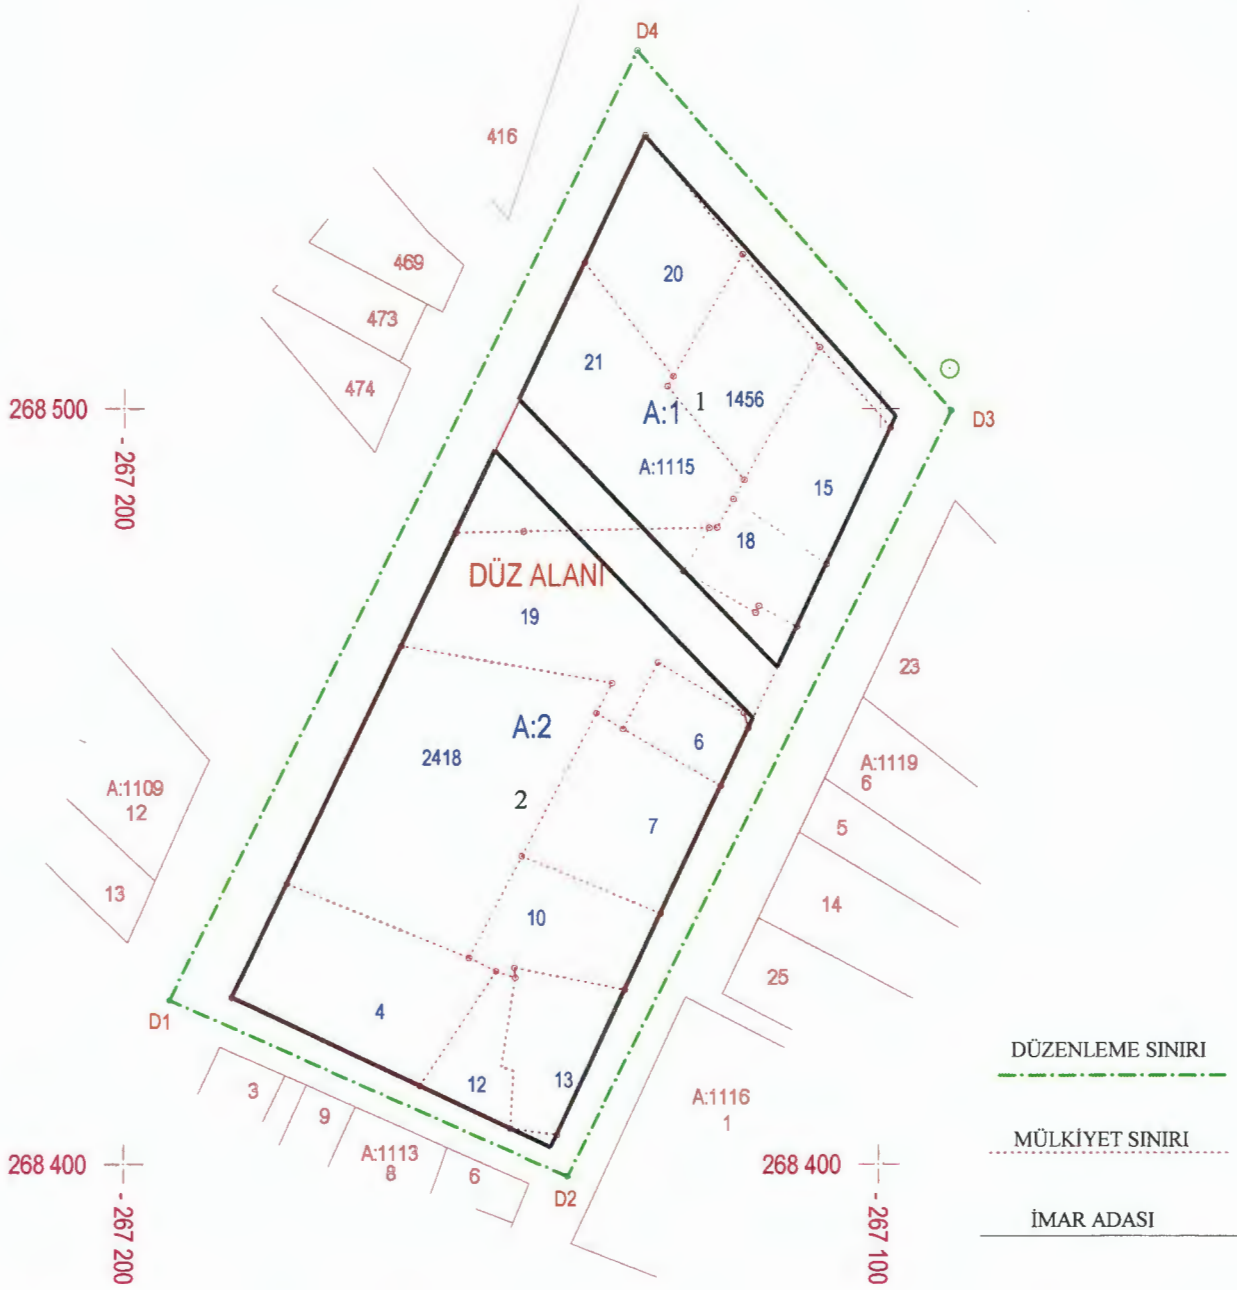 D4
416
469
20
473
21
474
1456
A:1 1
268 500
D3
- 267 200
A:1115
15
18
DÜZ ALANI
19
23
A:2
6
2418
A:1119
6
A:1109
12
2
7
5
13
10
14
25
4
D1
12
13
3
9
A:1113
8
6
A:1116
1
D2
268 400
- 267 200
268 400
- 267 100
DÜZENLEME SINIRI
MÜLKİYET SINIRI
İMAR ADASI